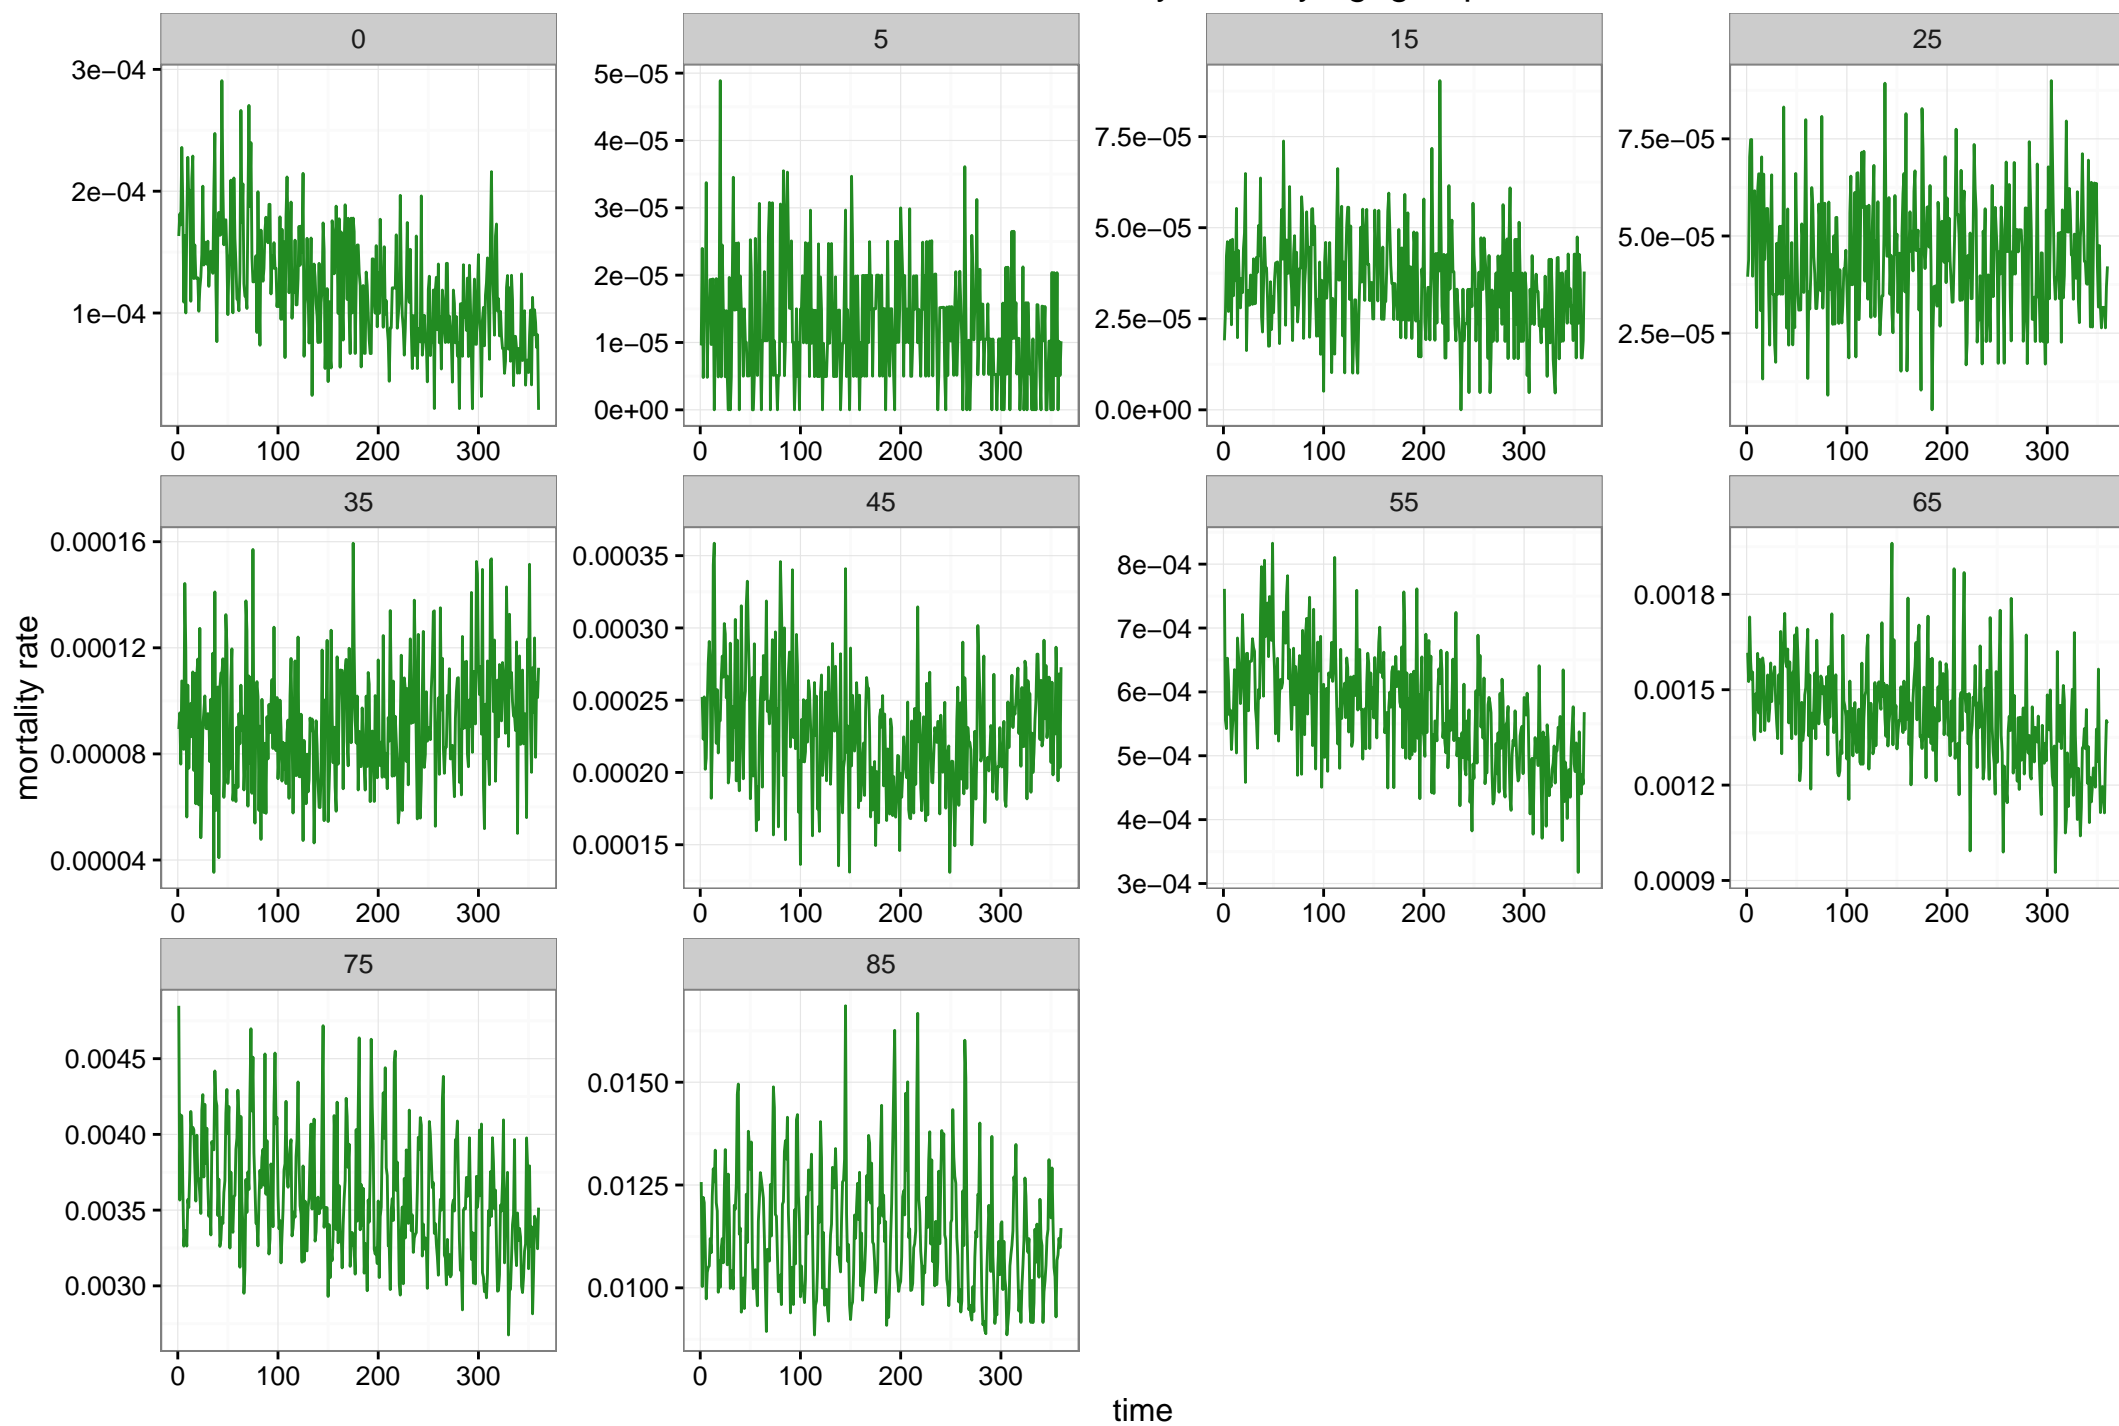 0 5 15 25
3e−04
2e−04
1e−04
0 100 200 300
5e−05
4e−05
3e−05
2e−05
1e−05
0e+00
0 100 200 300
7.5e−05
5.0e−05
2.5e−05
0.0e+00
0 100 200 300
7.5e−05
5.0e−05
2.5e−05
0 100 200 300
35 45 55 65
0.00016
0.00012
0.00008
0.00004
0 100 200 300
0.00035
0.00030
0.00025
0.00020
0.00015
0 100 200 300
8e−04
7e−04
6e−04
5e−04
4e−04
3e−04
0 100 200 300
0.0018
0.0015
0.0012
0.0009
0 100 200 300
75 85
0.0045
0.0040
0.0035
0.0030
0 100 200 300
0.0150
0.0125
0.0100
0 100 200 300
mortality rate
time